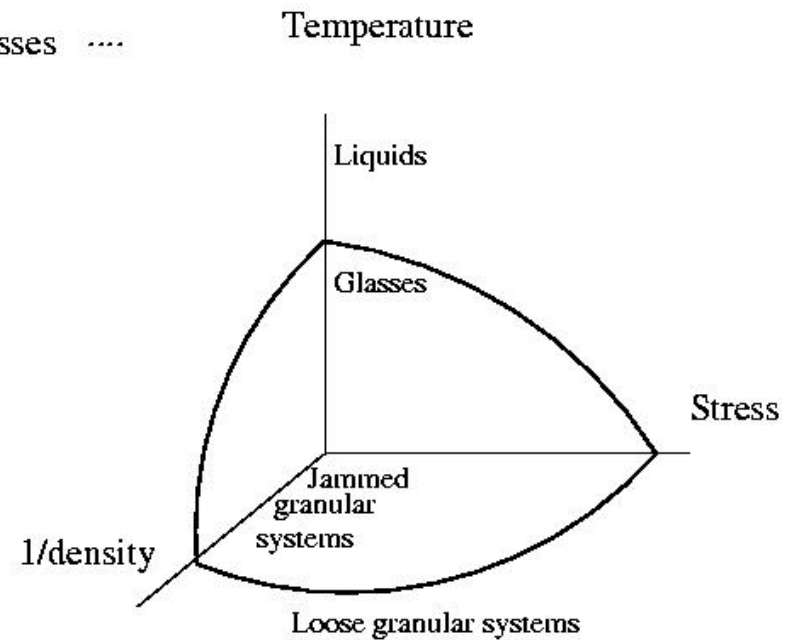 Temperature
sses ....
Liquids
Glasses
Stress
Jammed
granular
systems
1/density
Loose granular systems